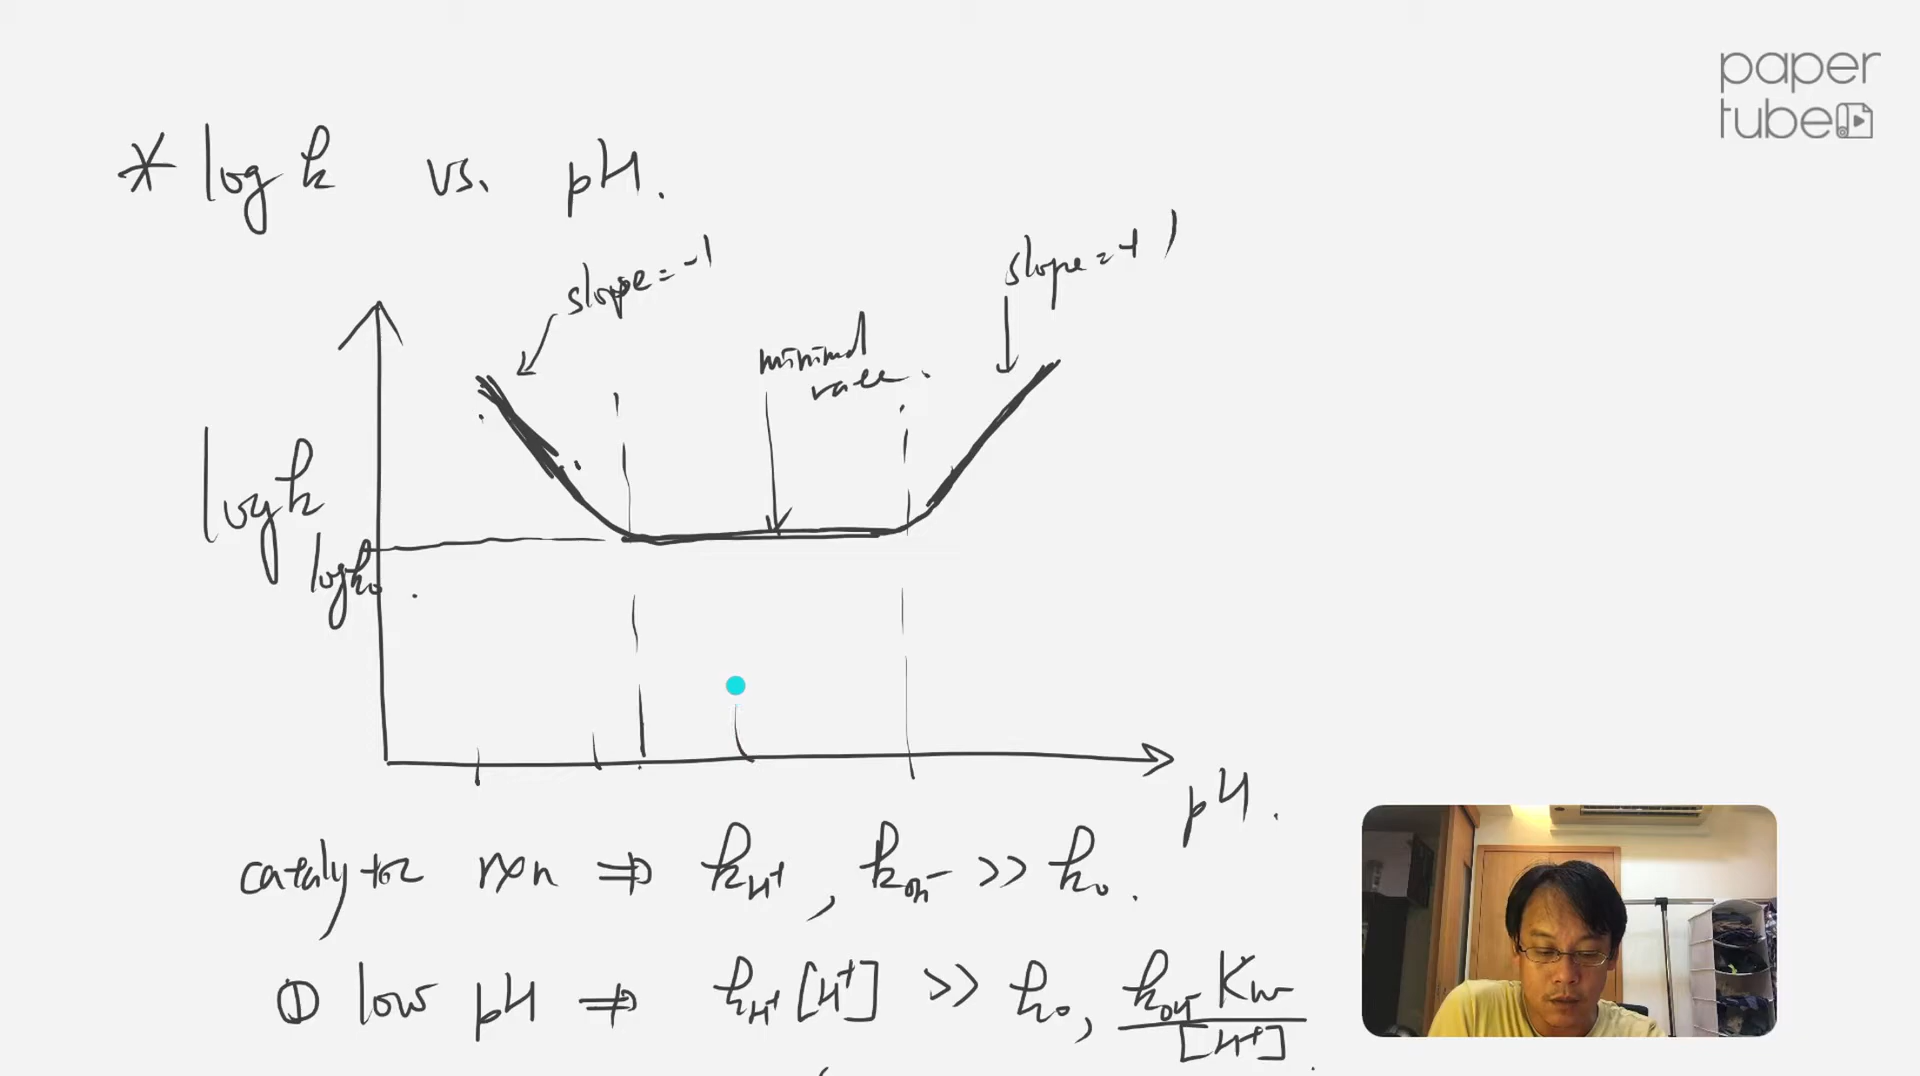 paper
tube
* log k vs. pH.
slope = -1
slope = +1
minimal
rate.
log k
log k₀.
pH.
catalytic rxn ⇒ k_H⁺, k_OH⁻ >> k₀.
① low pH ⇒ k_H⁺[H⁺] >> k₀, k_OH⁻ Kw / [H⁺]